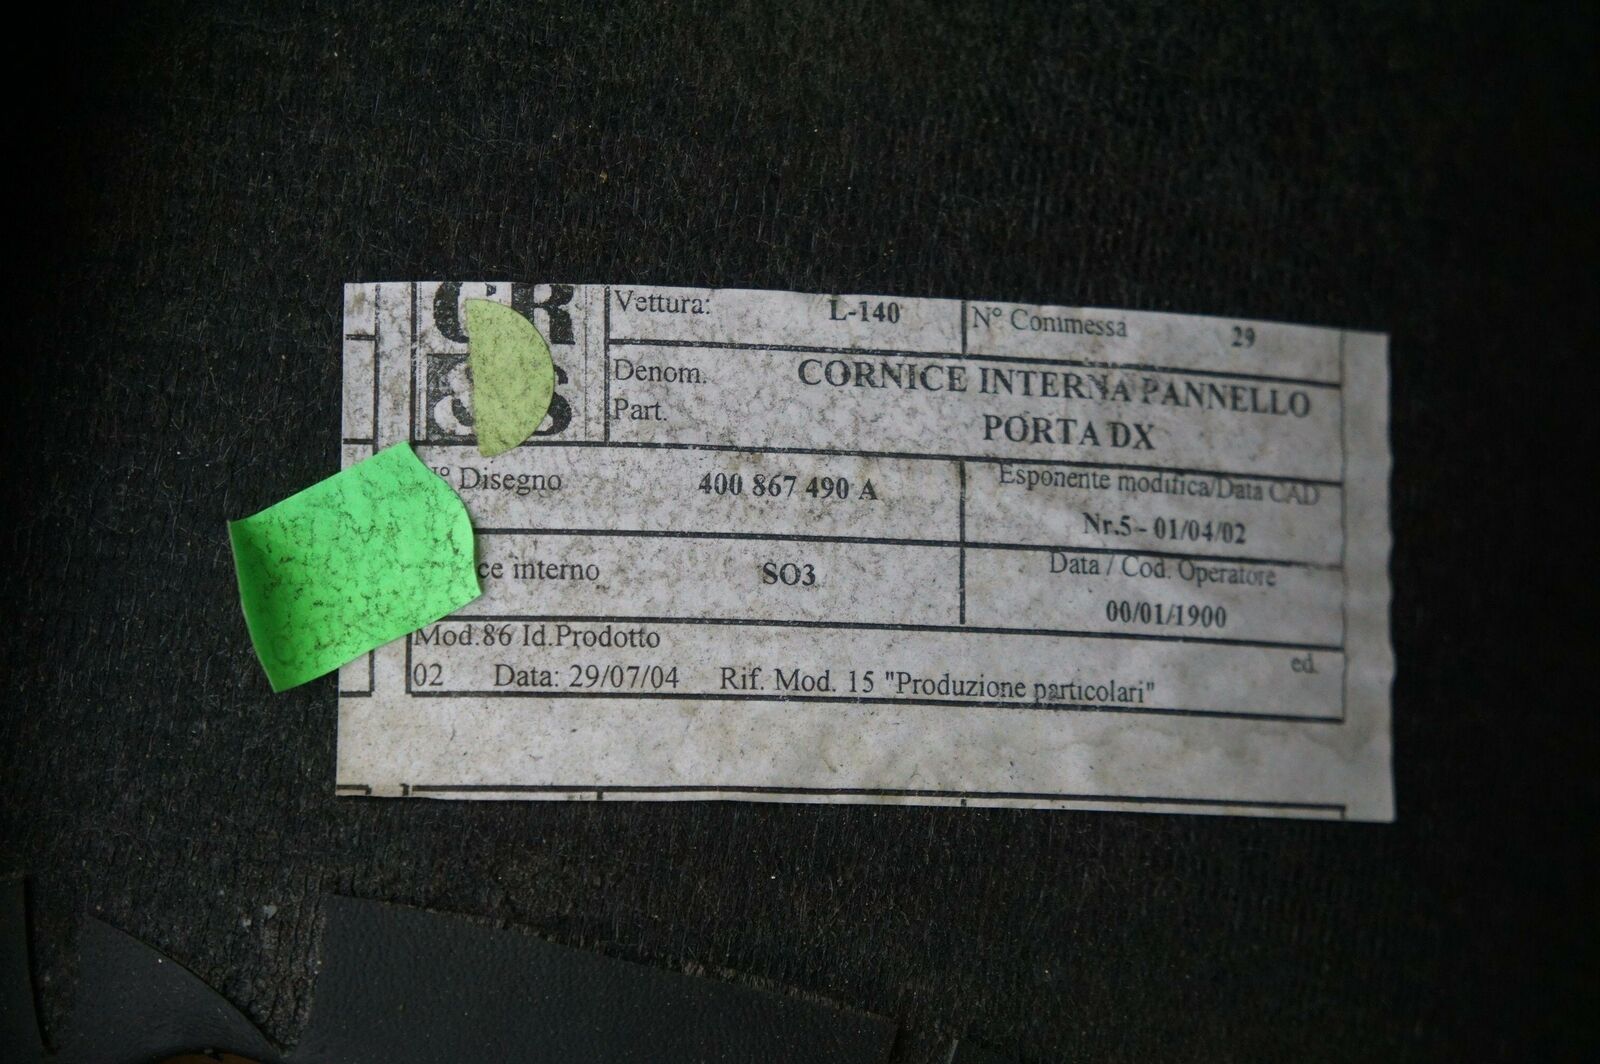 Vettura: L-140 N° Commessa 29
Denom. CORNICE INTERNA PANNELLO
Part. PORTA DX
N° Disegno 400 867 490 A Esponente modifica/Data CAD
Nr.5 - 01/04/02
ce interno SO3 Data / Cod. Operatore
00/01/1900
Mod.86 Id.Prodotto
ed.
02 Data: 29/07/04 Rif. Mod. 15 "Produzione particolari"